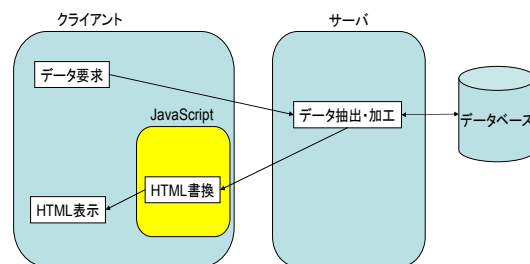 クライアント
サーバ
データ要求
JavaScript
データ抽出・加工
データベース
HTML書換
HTML表示